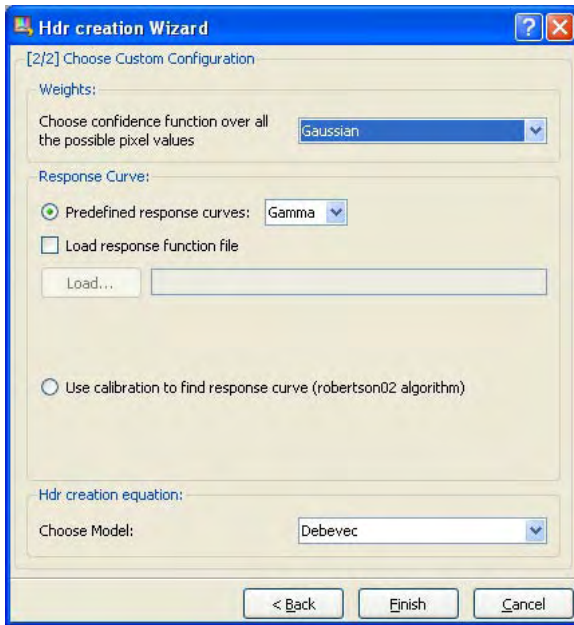 Hdr creation Wizard
[2/2] Choose Custom Configuration
Weights:
Choose confidence function over all
the possible pixel values
Gaussian
Response Curve:
Predefined response curves: Gamma
Load response function file
Load...
Use calibration to find response curve (robertson02 algorithm)
Hdr creation equation:
Choose Model: Debevec
< Back Finish Cancel